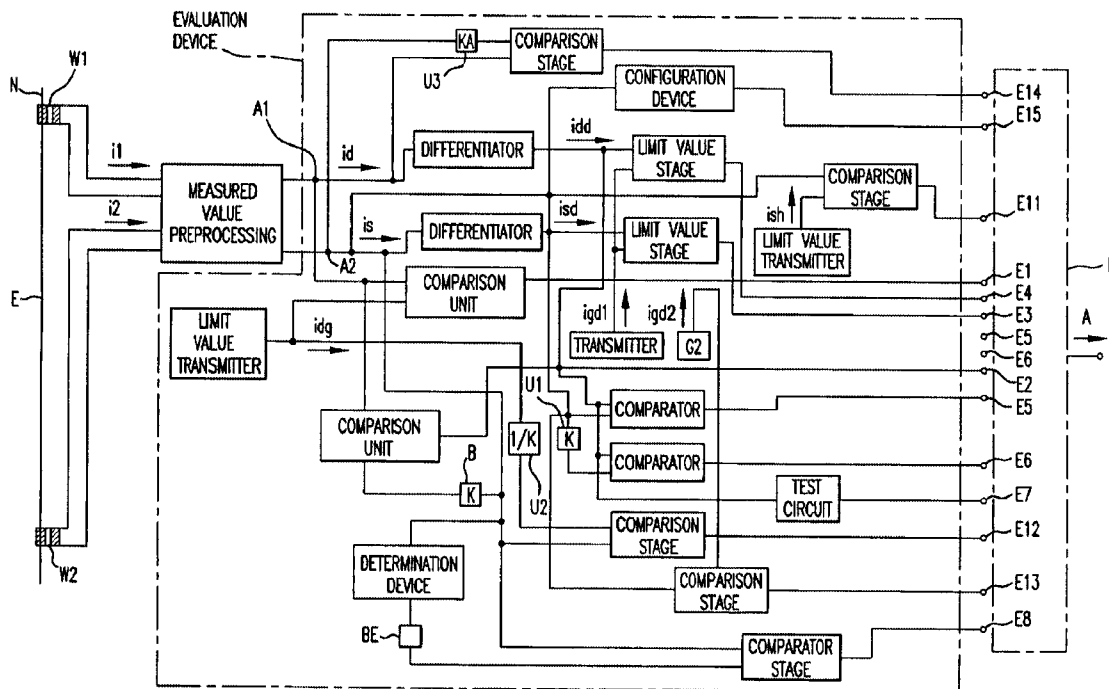 EVALUATION
DEVICE
N
W1
A1
i1
i2
MEASURED
VALUE
PREPROCESSING
id
is
A2
KA
U3
COMPARISON
STAGE
CONFIGURATION
DEVICE
DIFFERENTIATOR
idd
LIMIT VALUE
STAGE
DIFFERENTIATOR
isd
LIMIT VALUE
STAGE
ish
COMPARISON
STAGE
LIMIT VALUE
TRANSMITTER
E14
E15
E11
E1
E4
E3
E5
E6
E2
E5
A
E
LIMIT
VALUE
TRANSMITTER
idg
COMPARISON
UNIT
igd1
igd2
TRANSMITTER
G2
COMPARISON
UNIT
B
K
1/K
U2
U1
K
COMPARATOR
COMPARATOR
E6
TEST
CIRCUIT
E7
COMPARISON
STAGE
E12
W2
DETERMINATION
DEVICE
BE
COMPARISON
STAGE
E13
COMPARATOR
STAGE
E8